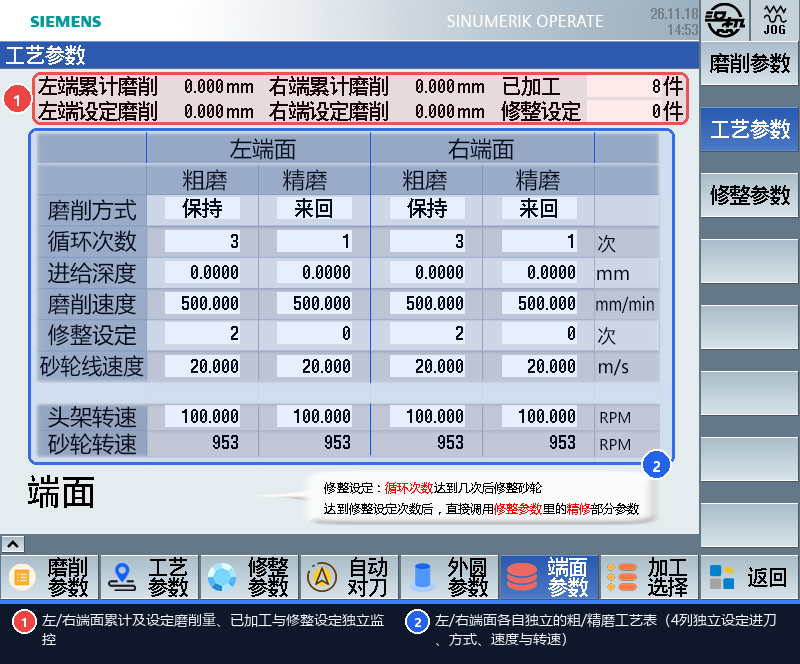 SIEMENS
SINUMERIK OPERATE
26.11.18
14:53
JOG
工艺参数
磨削参数
工艺参数
修整参数
1
左端累计磨削 0.000mm 右端累计磨削 0.000mm 已加工 8件
左端设定磨削 0.000mm 右端设定磨削 0.000mm 修整设定 0件
左端面 右端面
粗磨 精磨 粗磨 精磨
磨削方式 保持 来回 保持 来回
循环次数 3 1 3 1 次
进给深度 0.0000 0.0000 0.0000 0.0000 mm
磨削速度 500.000 500.000 500.000 500.000 mm/min
修整设定 2 0 2 0 次
砂轮线速度 20.000 20.000 20.000 20.000 m/s
头架转速 100.000 100.000 100.000 100.000 RPM
砂轮转速 953 953 953 953 RPM
2
端面
修整设定：循环次数达到几次后修整砂轮
达到修整设定次数后，直接调用修整参数里的精修部分参数
磨削参数
工艺参数
修整参数
自动对刀
外圆参数
端面参数
加工选择
返回
1 左/右端面累计及设定磨削量、已加工与修整设定独立监
控
2 左/右端面各自独立的粗/精磨工艺表（4列独立设定进刀
、方式、速度与转速）